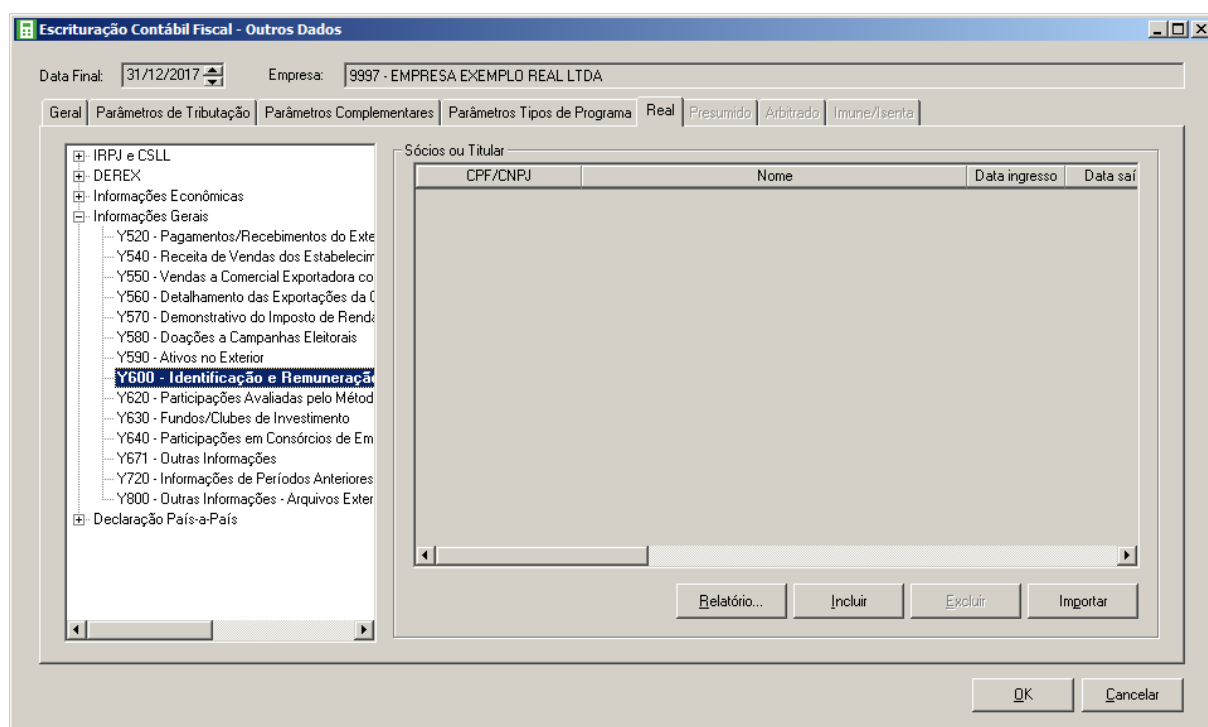 Escrituração Contábil Fiscal - Outros Dados
Data Final: 31/12/2017 Empresa: 9997 - EMPRESA EXEMPLO REAL LTDA
Geral Parâmetros de Tributação Parâmetros Complementares Parâmetros Tipos de Programa Real Presumido Arbitrado Imune/Isenta
IRPJ e CSLL
DEREX
Informações Econômicas
Informações Gerais
Y520 - Pagamentos/Recebimentos do Exte
Y540 - Receita de Vendas dos Estabelecim
Y550 - Vendas a Comercial Exportadora co
Y560 - Detalhamento das Exportações da C
Y570 - Demonstrativo do Imposto de Renda
Y580 - Doações a Campanhas Eleitorais
Y590 - Ativos no Exterior
Y600 - Identificação e Remuneração
Y620 - Participações Avaliadas pelo Métod
Y630 - Fundos/Clubes de Investimento
Y640 - Participações em Consórcios de Em
Y671 - Outras Informações
Y720 - Informações de Períodos Anteriores
Y800 - Outras Informações - Arquivos Exter
Declaração País-a-País
Sócios ou Titular
CPF/CNPJ Nome Data ingresso Data saí
Relatório... Incluir Excluir Importar
OK Cancelar